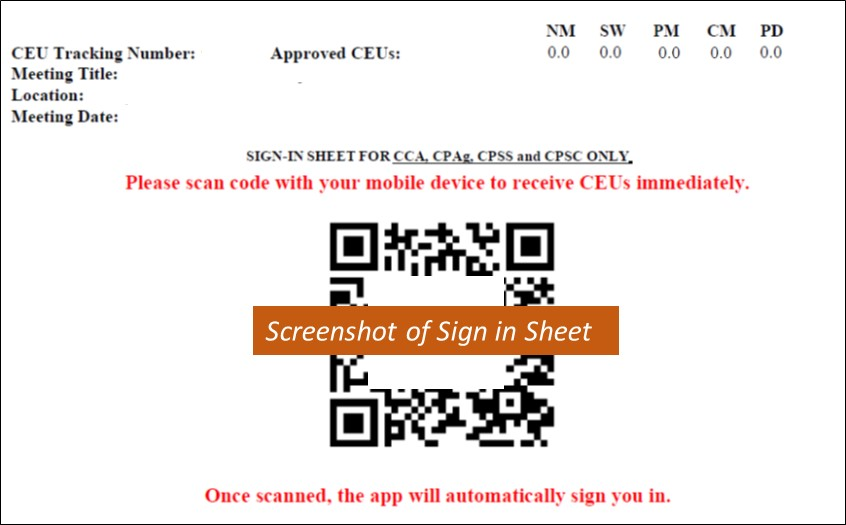 NM SW PM CM PD
CEU Tracking Number: Approved CEUs: 0.0 0.0 0.0 0.0 0.0
Meeting Title:
Location:
Meeting Date:
SIGN-IN SHEET FOR CCA, CPAg, CPSS and CPSC ONLY.
Please scan code with your mobile device to receive CEUs immediately.
Screenshot of Sign in Sheet
Once scanned, the app will automatically sign you in.